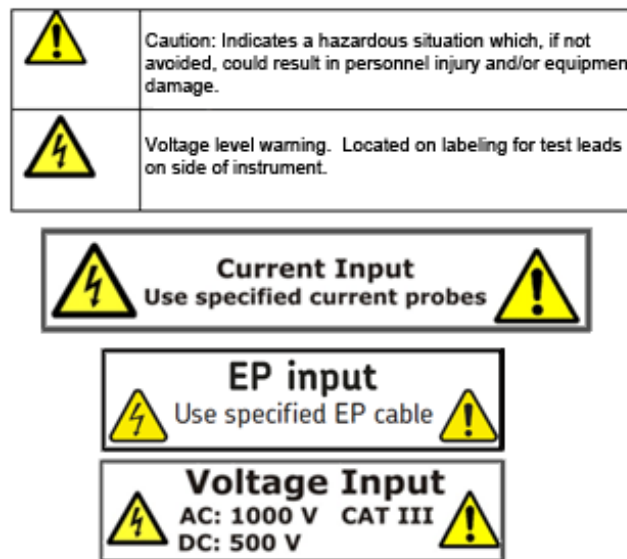 Caution: Indicates a hazardous situation which, if not
avoided, could result in personnel injury and/or equipmen
damage.
Voltage level warning. Located on labeling for test leads
on side of instrument.
Current Input
Use specified current probes
EP input
Use specified EP cable
Voltage Input
AC: 1000 V CAT III
DC: 500 V